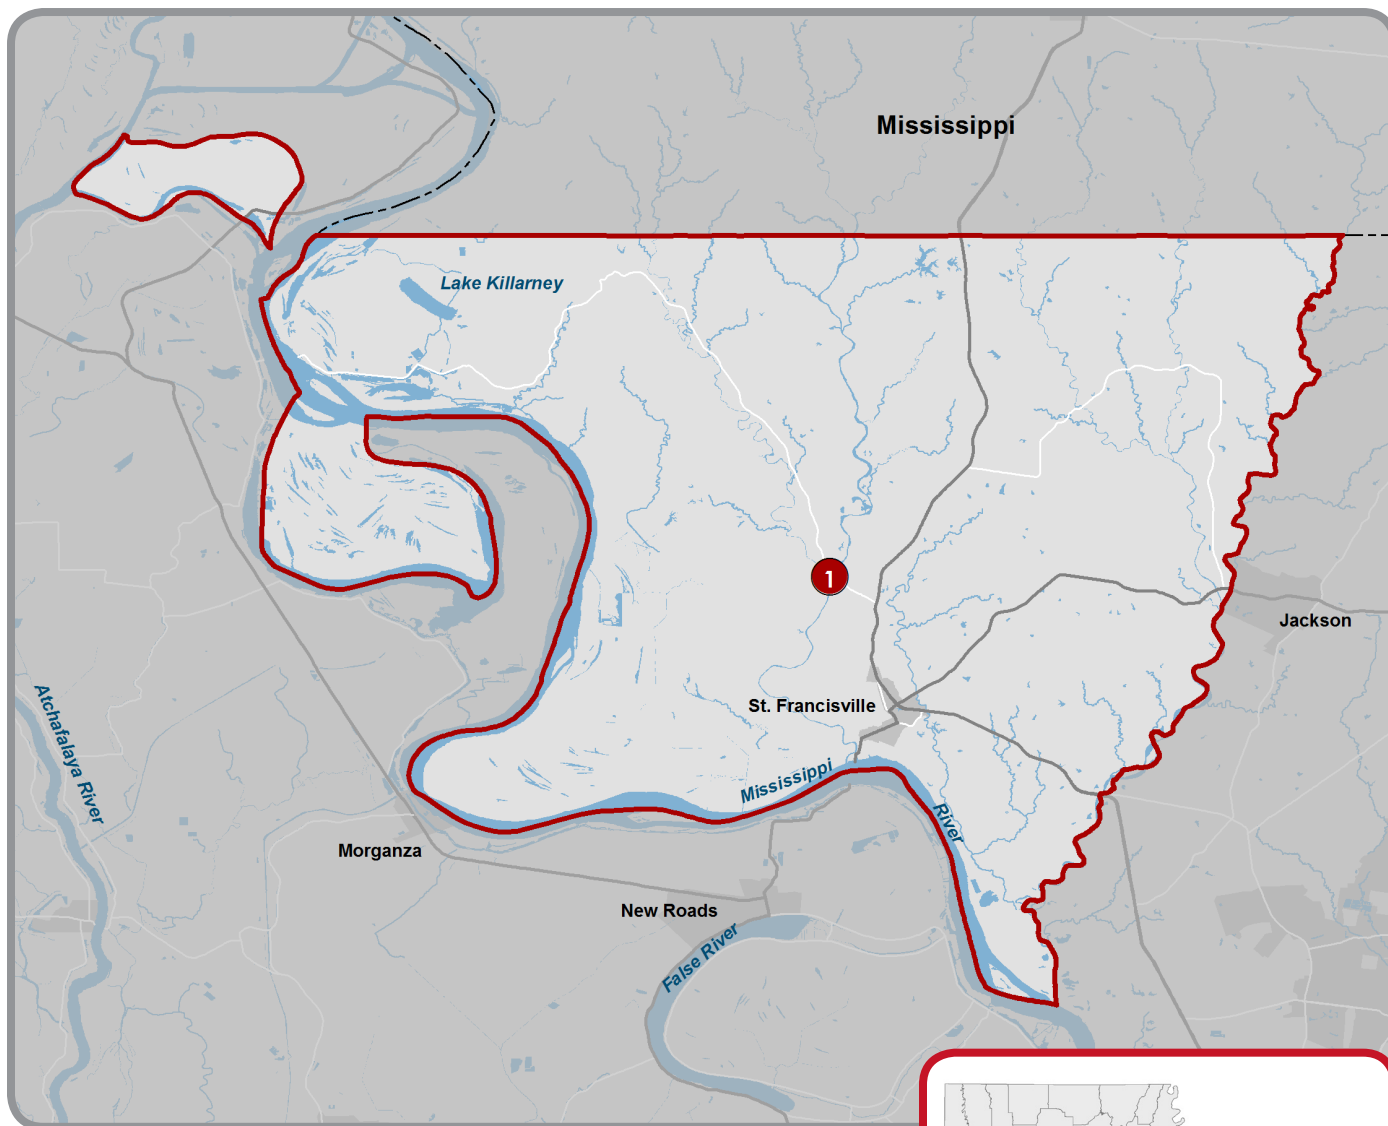 Mississippi
Lake Killarney
1
Jackson
St. Francisville
Atchafalaya River
Mississippi
River
Morganza
New Roads
False River